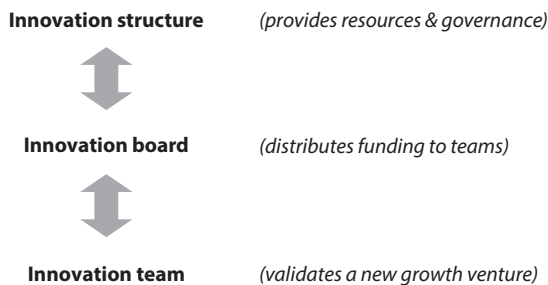 Innovation structure (provides resources & governance)
Innovation board (distributes funding to teams)
Innovation team (validates a new growth venture)